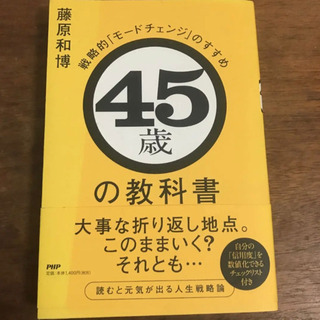 藤原和博
戦略的「モードチェンジ」のすすめ
45
歳
の教科書
大事な折り返し地点。
このままいく?
それとも…
自分の
「信用度」を
数値化できる
チェックリスト
付き
PHP
読むと元気が出る人生戦略論